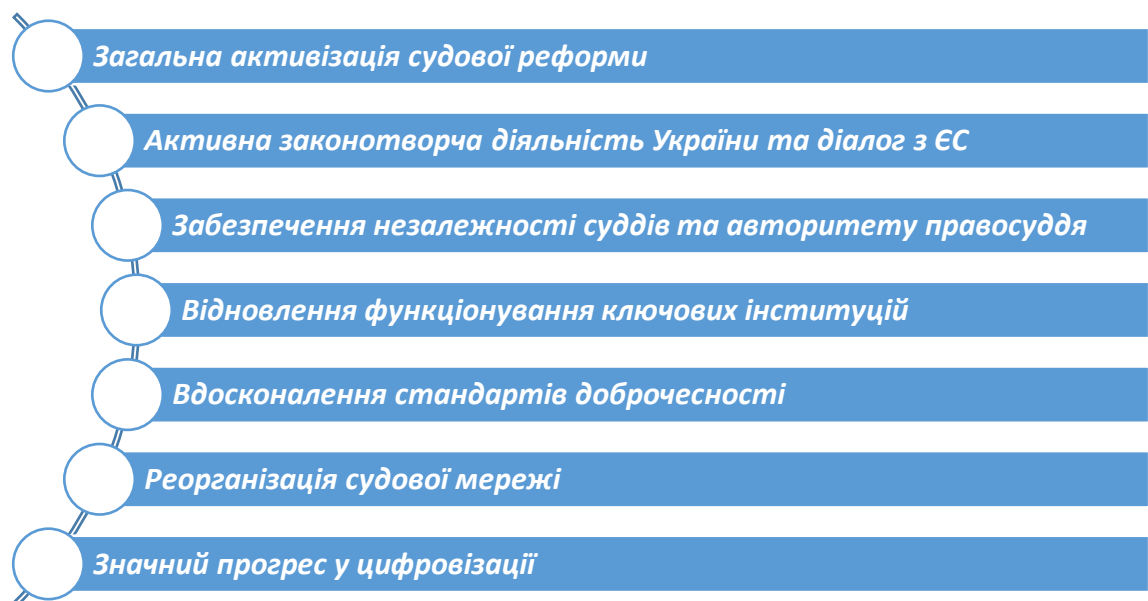 Загальна активізація судової реформи
Активна законотворча діяльність України та діалог з ЄС
Забезпечення незалежності суддів та авторитету правосуддя
Відновлення функціонування ключових інституцій
Вдосконалення стандартів доброчесності
Реорганізація судової мережі
Значний прогрес у цифровізації